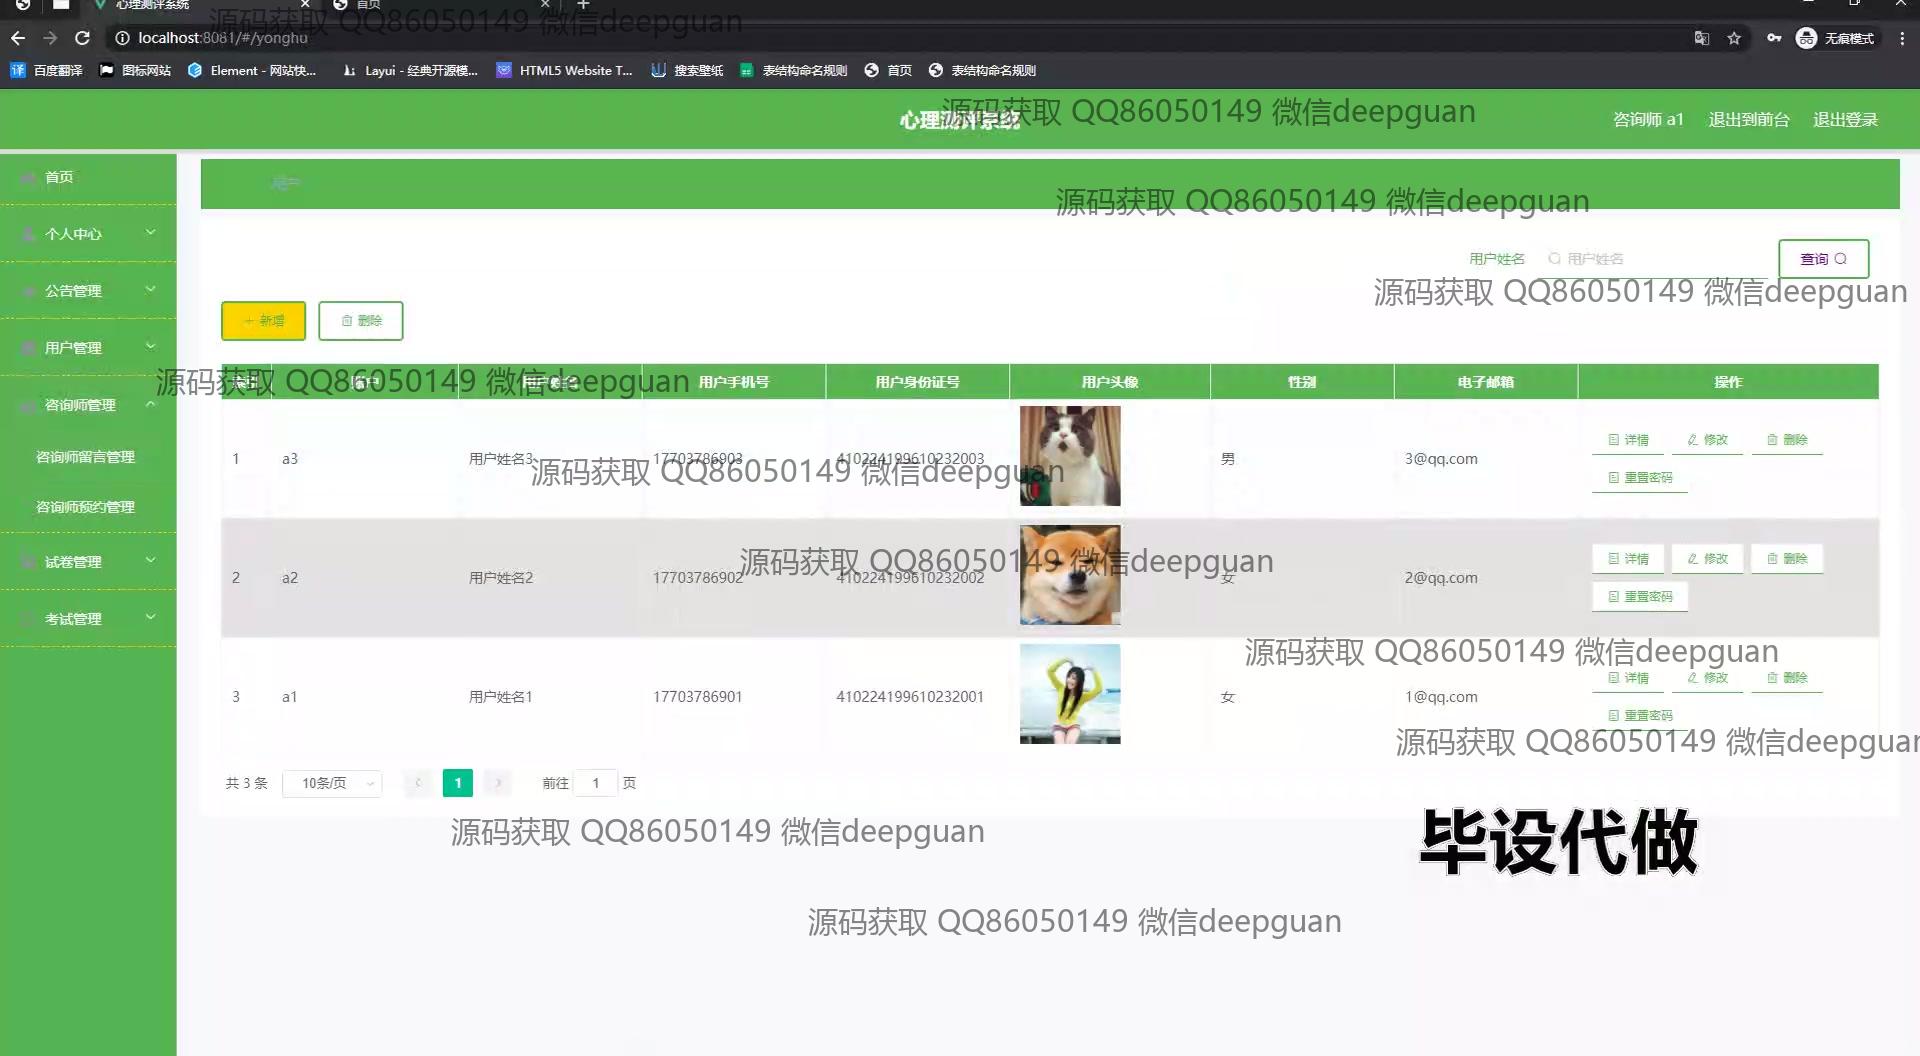 心理测评系统
首页
源码获取 QQ86050149 微信deepguan
localhost:8081/#/yonghu
无痕模式
百度翻译
图标网站
Element - 网站快...
Layui - 经典开源模...
HTML5 Website T...
搜索壁纸
表结构命名规则
首页
表结构命名规则
心理测评系统
源码获取 QQ86050149 微信deepguan
咨询师 a1
退出到前台
退出登录
首页
个人中心
公告管理
用户管理
咨询师管理
咨询师留言管理
咨询师预约管理
试卷管理
考试管理
用户
源码获取 QQ86050149 微信deepguan
用户姓名
用户姓名
查询
源码获取 QQ86050149 微信deepguan
新增
删除
源码获取 QQ86050149 微信deepguan
用户手机号
用户身份证号
用户头像
性别
电子邮箱
操作
1 a3 用户姓名3 17703786903 410224199610232003 男 3@qq.com
详情 修改 删除
重置密码
源码获取 QQ86050149 微信deepguan
2 a2 用户姓名2 17703786902 410224199610232002 女 2@qq.com
详情 修改 删除
重置密码
源码获取 QQ86050149 微信deepguan
源码获取 QQ86050149 微信deepguan
3 a1 用户姓名1 17703786901 410224199610232001 女 1@qq.com
详情 修改 删除
重置密码
源码获取 QQ86050149 微信deepguan
共 3 条
10条/页
1
前往 1 页
源码获取 QQ86050149 微信deepguan
毕设代做
源码获取 QQ86050149 微信deepguan